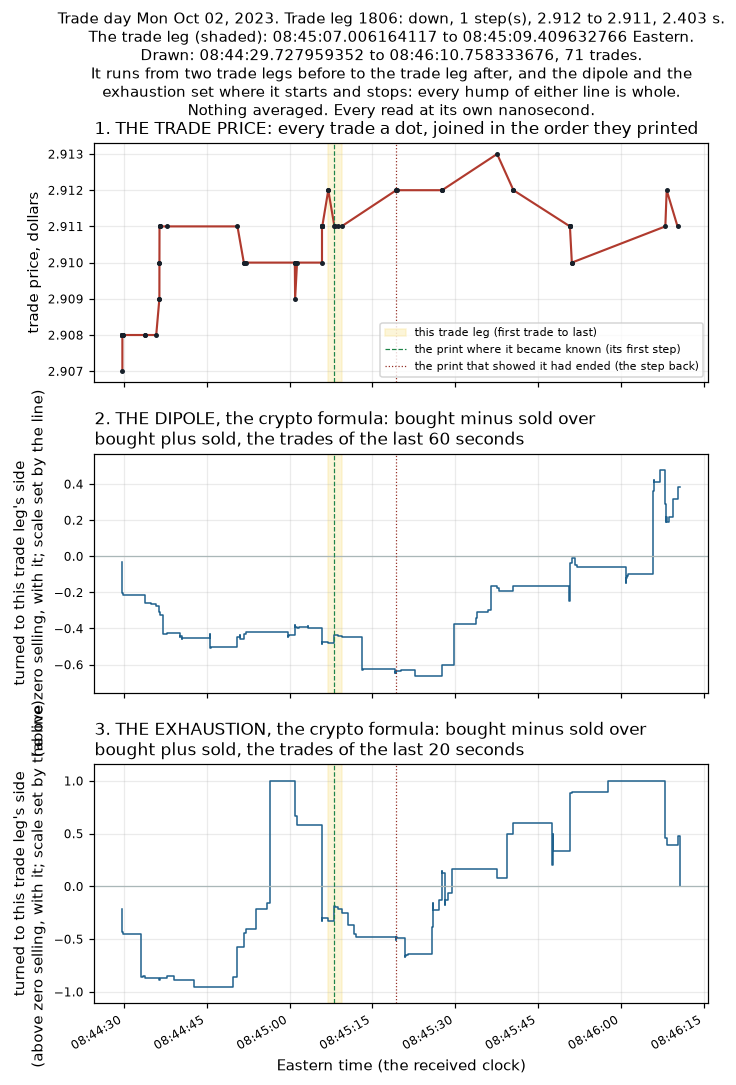 Trade day Mon Oct 02, 2023. Trade leg 1806: down, 1 step(s), 2.912 to 2.911, 2.403 s.
The trade leg (shaded): 08:45:07.006164117 to 08:45:09.409632766 Eastern.
Drawn: 08:44:29.727959352 to 08:46:10.758333676, 71 trades.
It runs from two trade legs before to the trade leg after, and the dipole and the
exhaustion set where it starts and stops: every hump of either line is whole.
Nothing averaged. Every read at its own nanosecond.
1. THE TRADE PRICE: every trade a dot, joined in the order they printed
trade price, dollars
2.913
2.912
2.911
2.910
2.909
2.908
2.907
this trade leg (first trade to last)
the print where it became known (its first step)
the print that showed it had ended (the step back)
2. THE DIPOLE, the crypto formula: bought minus sold over
bought plus sold, the trades of the last 60 seconds
turned to this trade leg's side
(above zero selling, with it; scale set by the line)
0.4
0.2
0.0
−0.2
−0.4
−0.6
3. THE EXHAUSTION, the crypto formula: bought minus sold over
bought plus sold, the trades of the last 20 seconds
turned to this trade leg's side
(above zero selling, with it; scale set by the line)
1.0
0.5
0.0
−0.5
−1.0
08:44:30
08:44:45
08:45:00
08:45:15
08:45:30
08:45:45
08:46:00
08:46:15
Eastern time (the received clock)